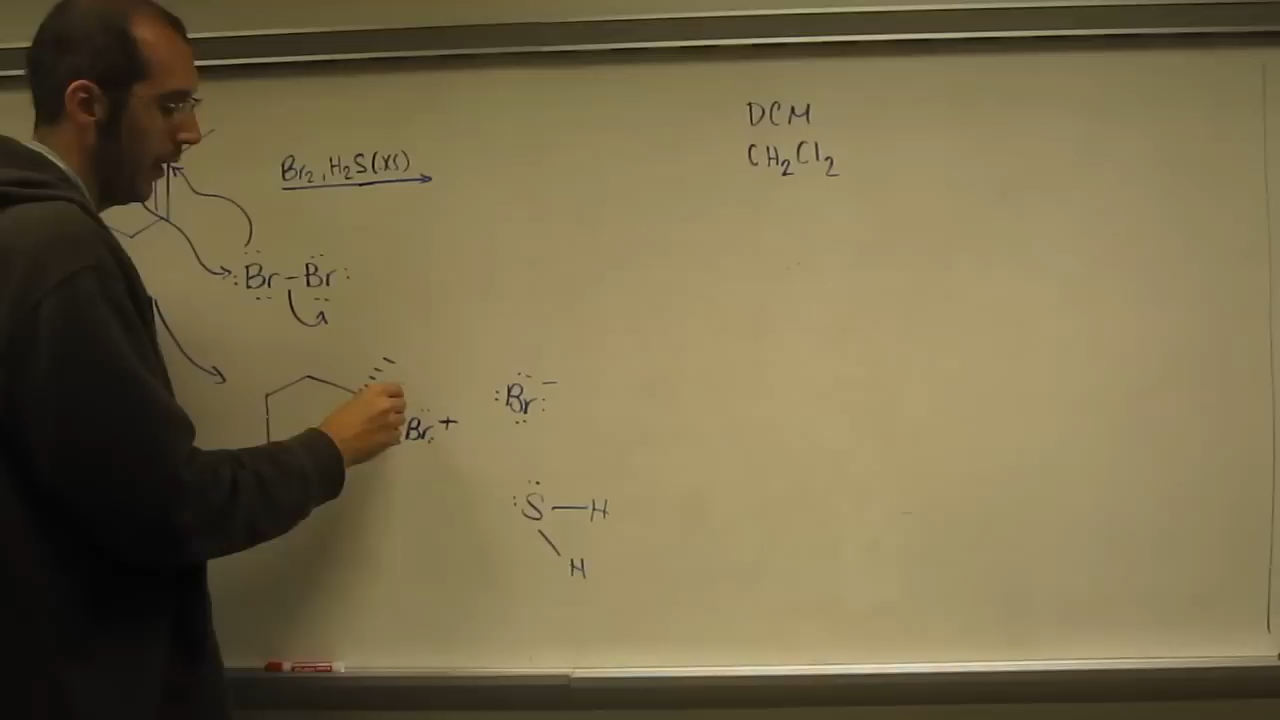 DCM
CH2Cl2
Br2, H2S(xs)
:Br–Br:
Br+
:Br:−
:S—H
H